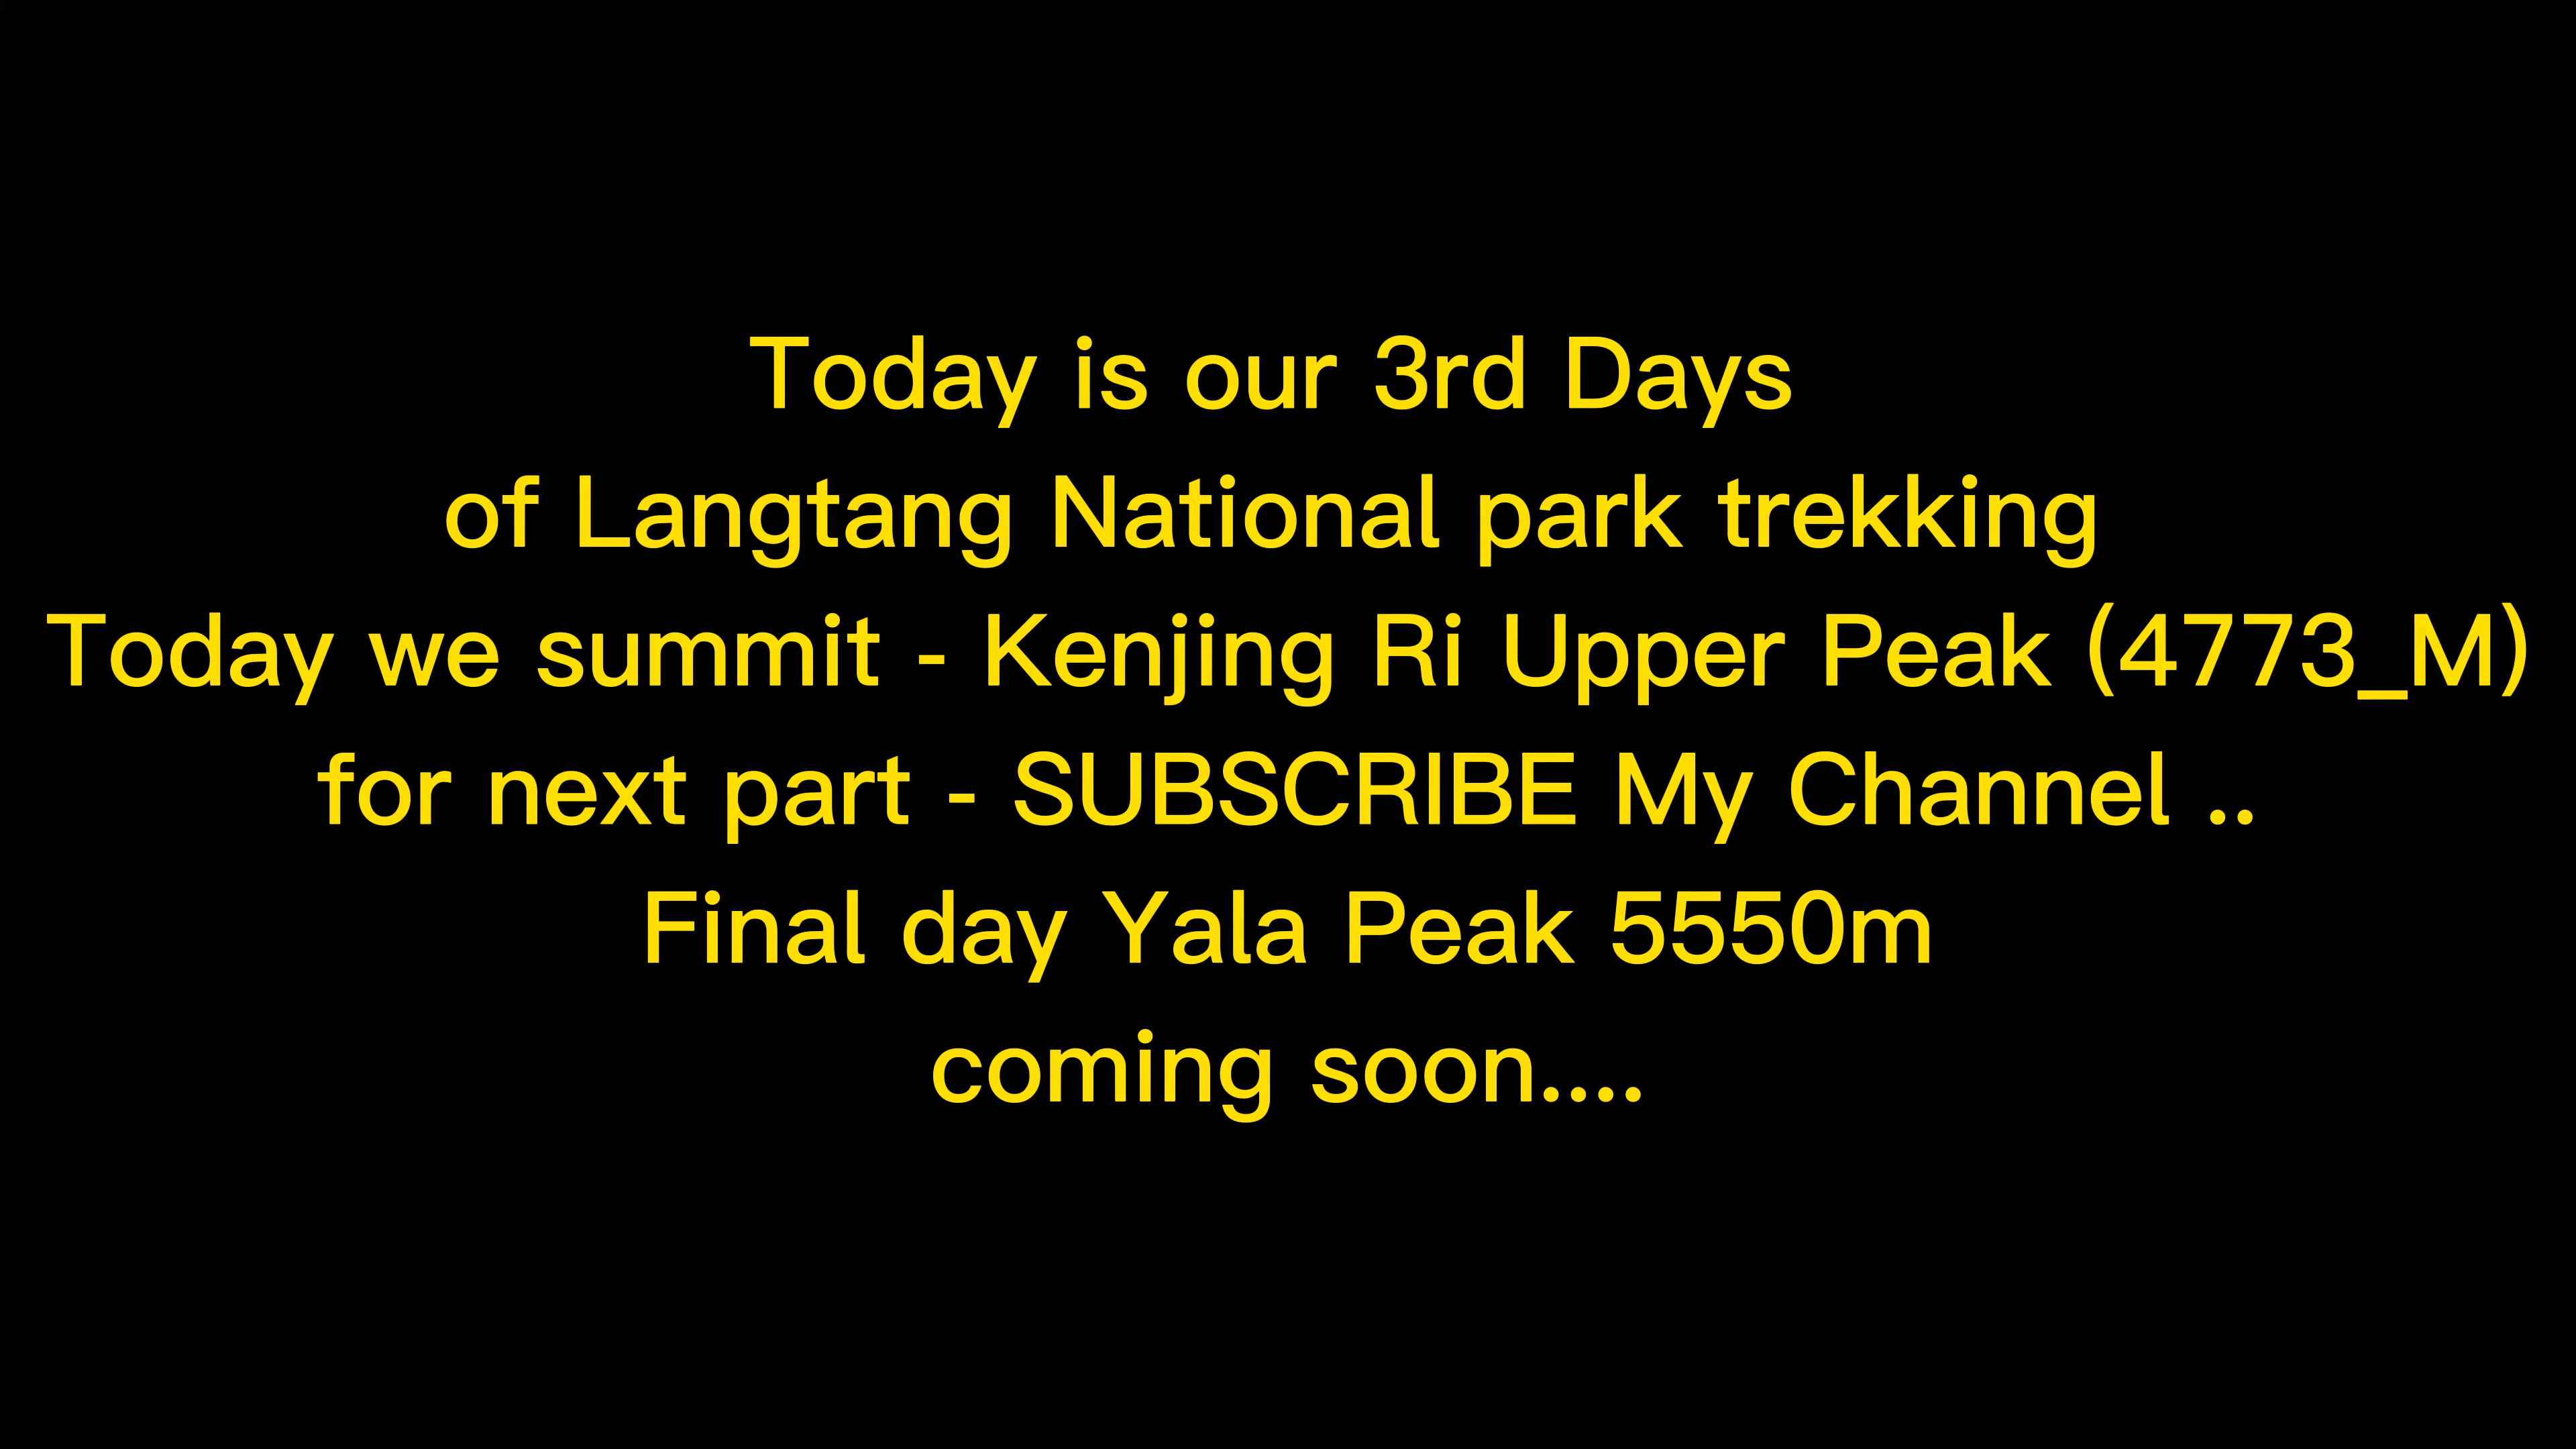 Today is our 3rd Days
of Langtang National park trekking
Today we summit - Kenjing Ri Upper Peak (4773_M)
for next part - SUBSCRIBE My Channel ..
Final day Yala Peak 5550m
coming soon....